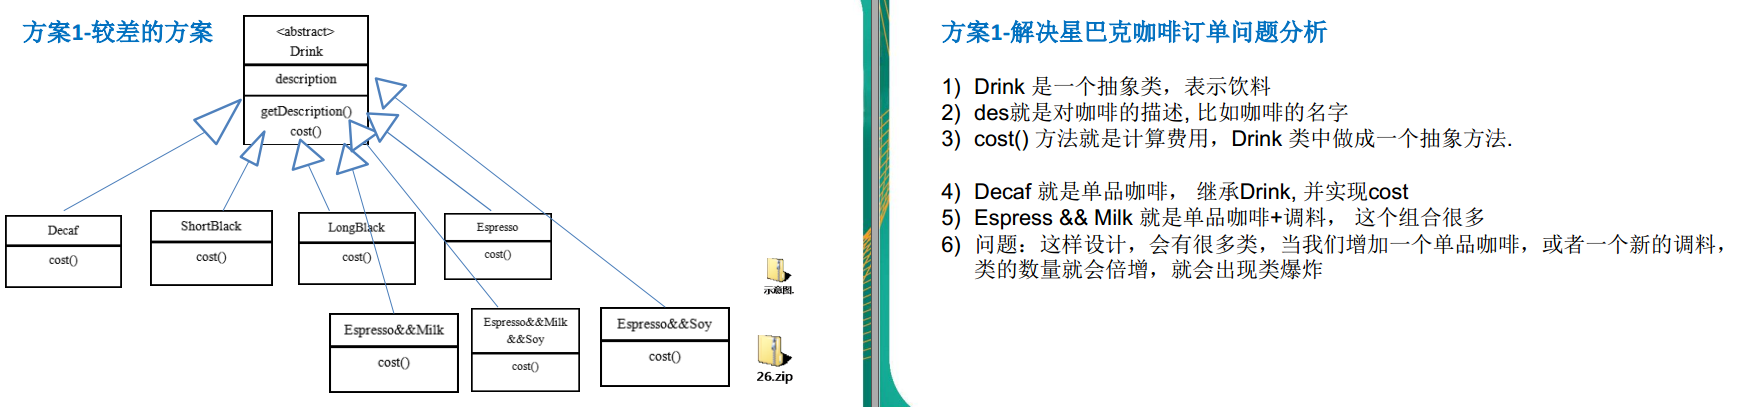 方案1-较差的方案
<abstract>
Drink
description
getDescription()
cost()
Decaf
cost()
ShortBlack
cost()
LongBlack
cost()
Espresso
cost()
Espresso&&Milk
cost()
Espresso&&Milk
&&Soy
cost()
Espresso&&Soy
cost()
示意图.
26.zip
方案1-解决星巴克咖啡订单问题分析
1) Drink 是一个抽象类，表示饮料
2) des就是对咖啡的描述, 比如咖啡的名字
3) cost() 方法就是计算费用，Drink 类中做成一个抽象方法.
4) Decaf 就是单品咖啡， 继承Drink, 并实现cost
5) Espress && Milk 就是单品咖啡+调料， 这个组合很多
6) 问题：这样设计，会有很多类，当我们增加一个单品咖啡，或者一个新的调料，
类的数量就会倍增，就会出现类爆炸